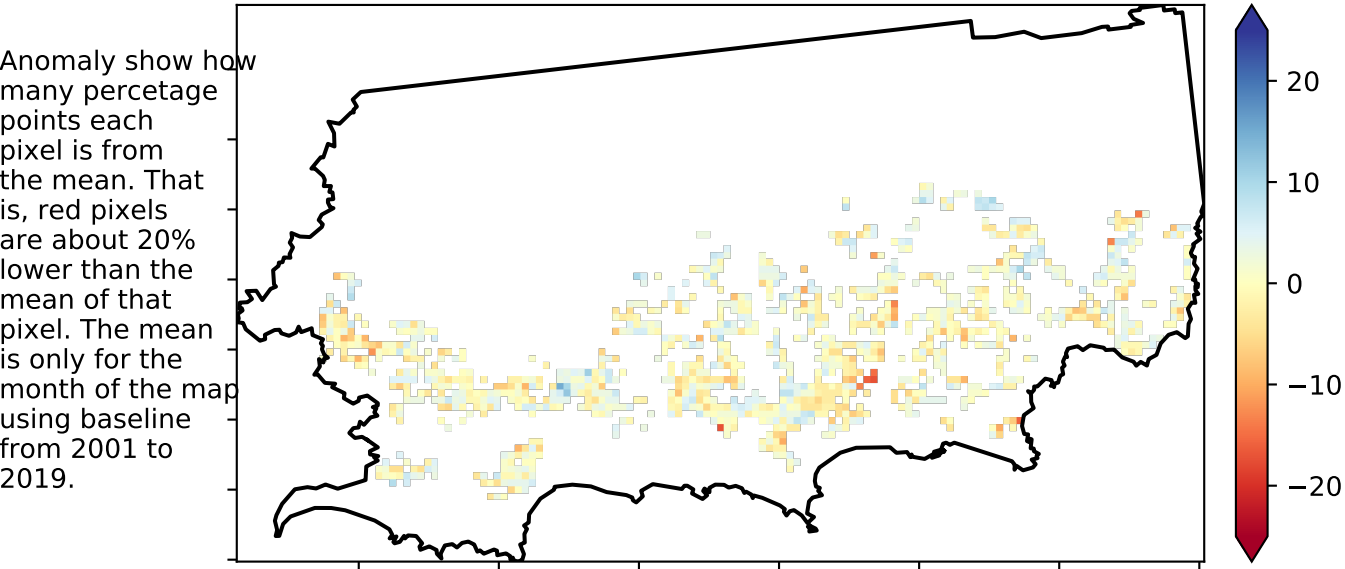 Anomaly show how
many percetage
points each
pixel is from
the mean. That
is, red pixels
are about 20%
lower than the
mean of that
pixel. The mean
is only for the
month of the map
using baseline
from 2001 to
2019.
20
10
0
−10
−20